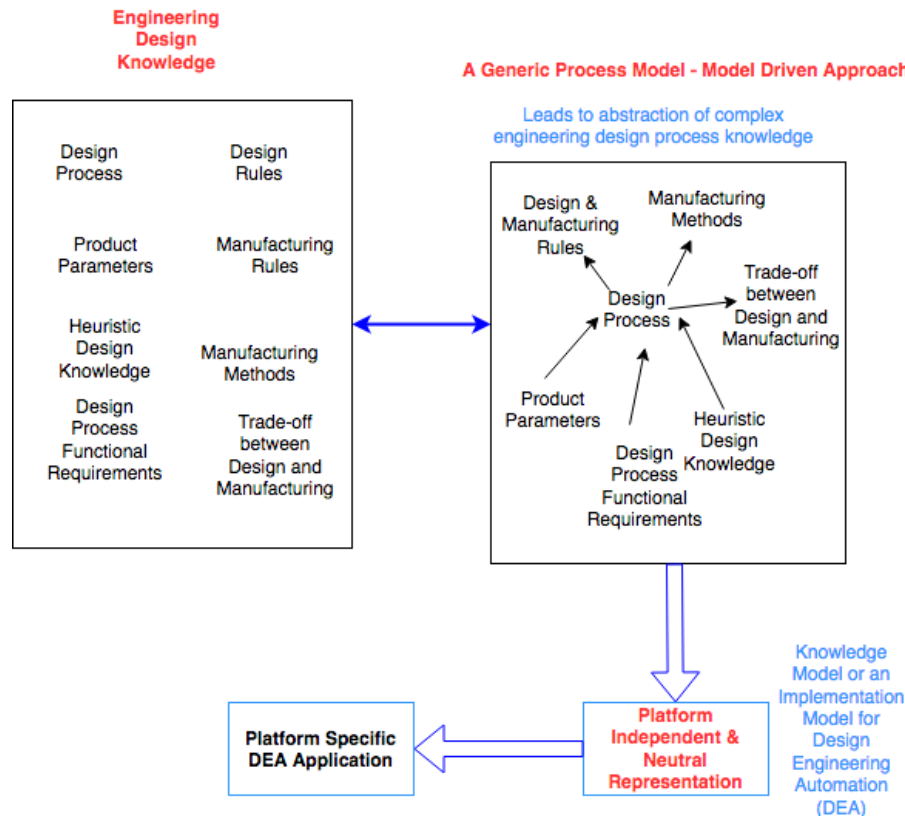 Engineering
Design
Knowledge
A Generic Process Model - Model Driven Approach
Leads to abstraction of complex
engineering design process knowledge
Design
Process
Design
Rules
Product
Parameters
Manufacturing
Rules
Heuristic
Design
Knowledge
Manufacturing
Methods
Design
Process
Functional
Requirements
Trade-off
between
Design and
Manufacturing
Design &
Manufacturing
Rules
Manufacturing
Methods
Design
Process
Trade-off
between
Design and
Manufacturing
Product
Parameters
Design
Process
Functional
Requirements
Heuristic
Design
Knowledge
Platform Specific
DEA Application
Platform
Independent &
Neutral
Representation
Knowledge
Model or an
Implementation
Model for
Design
Engineering
Automation
(DEA)